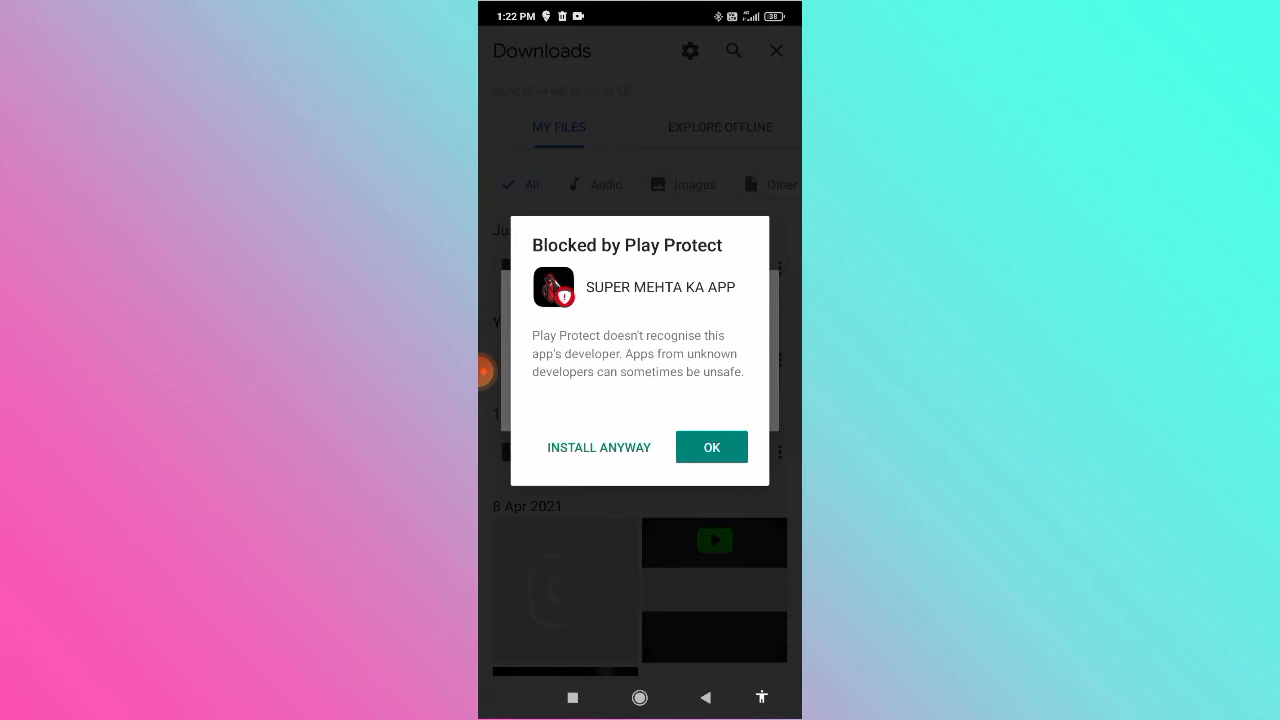 1:22 PM
4G
38
Downloads
MY FILES
EXPLORE OFFLINE
All
Audio
Images
Other
Blocked by Play Protect
SUPER MEHTA KA APP
Play Protect doesn't recognise this
app's developer. Apps from unknown
developers can sometimes be unsafe.
INSTALL ANYWAY
OK
8 Apr 2021